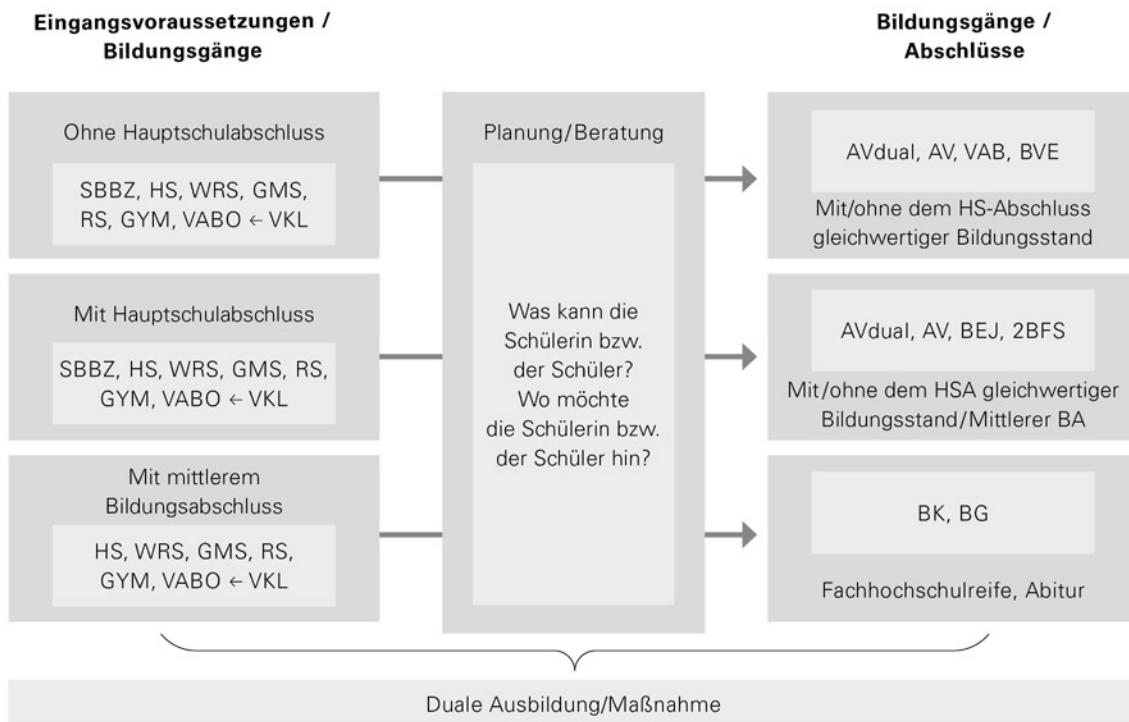 Eingangsvoraussetzungen /
Bildungsgänge
Bildungsgänge /
Abschlüsse
Ohne Hauptschulabschluss
SBBZ, HS, WRS, GMS,
RS, GYM, VABO ← VKL
Mit Hauptschulabschluss
SBBZ, HS, WRS, GMS, RS,
GYM, VABO ← VKL
Mit mittlerem
Bildungsabschluss
HS, WRS, GMS, RS,
GYM, VABO ← VKL
Planung/Beratung
Was kann die
Schülerin bzw.
der Schüler?
Wo möchte
die Schülerin bzw.
der Schüler hin?
AVdual, AV, VAB, BVE
Mit/ohne dem HS-Abschluss
gleichwertiger Bildungsstand
AVdual, AV, BEJ, 2BFS
Mit/ohne dem HSA gleichwertiger
Bildungsstand/Mittlerer BA
BK, BG
Fachhochschulreife, Abitur
Duale Ausbildung/Maßnahme